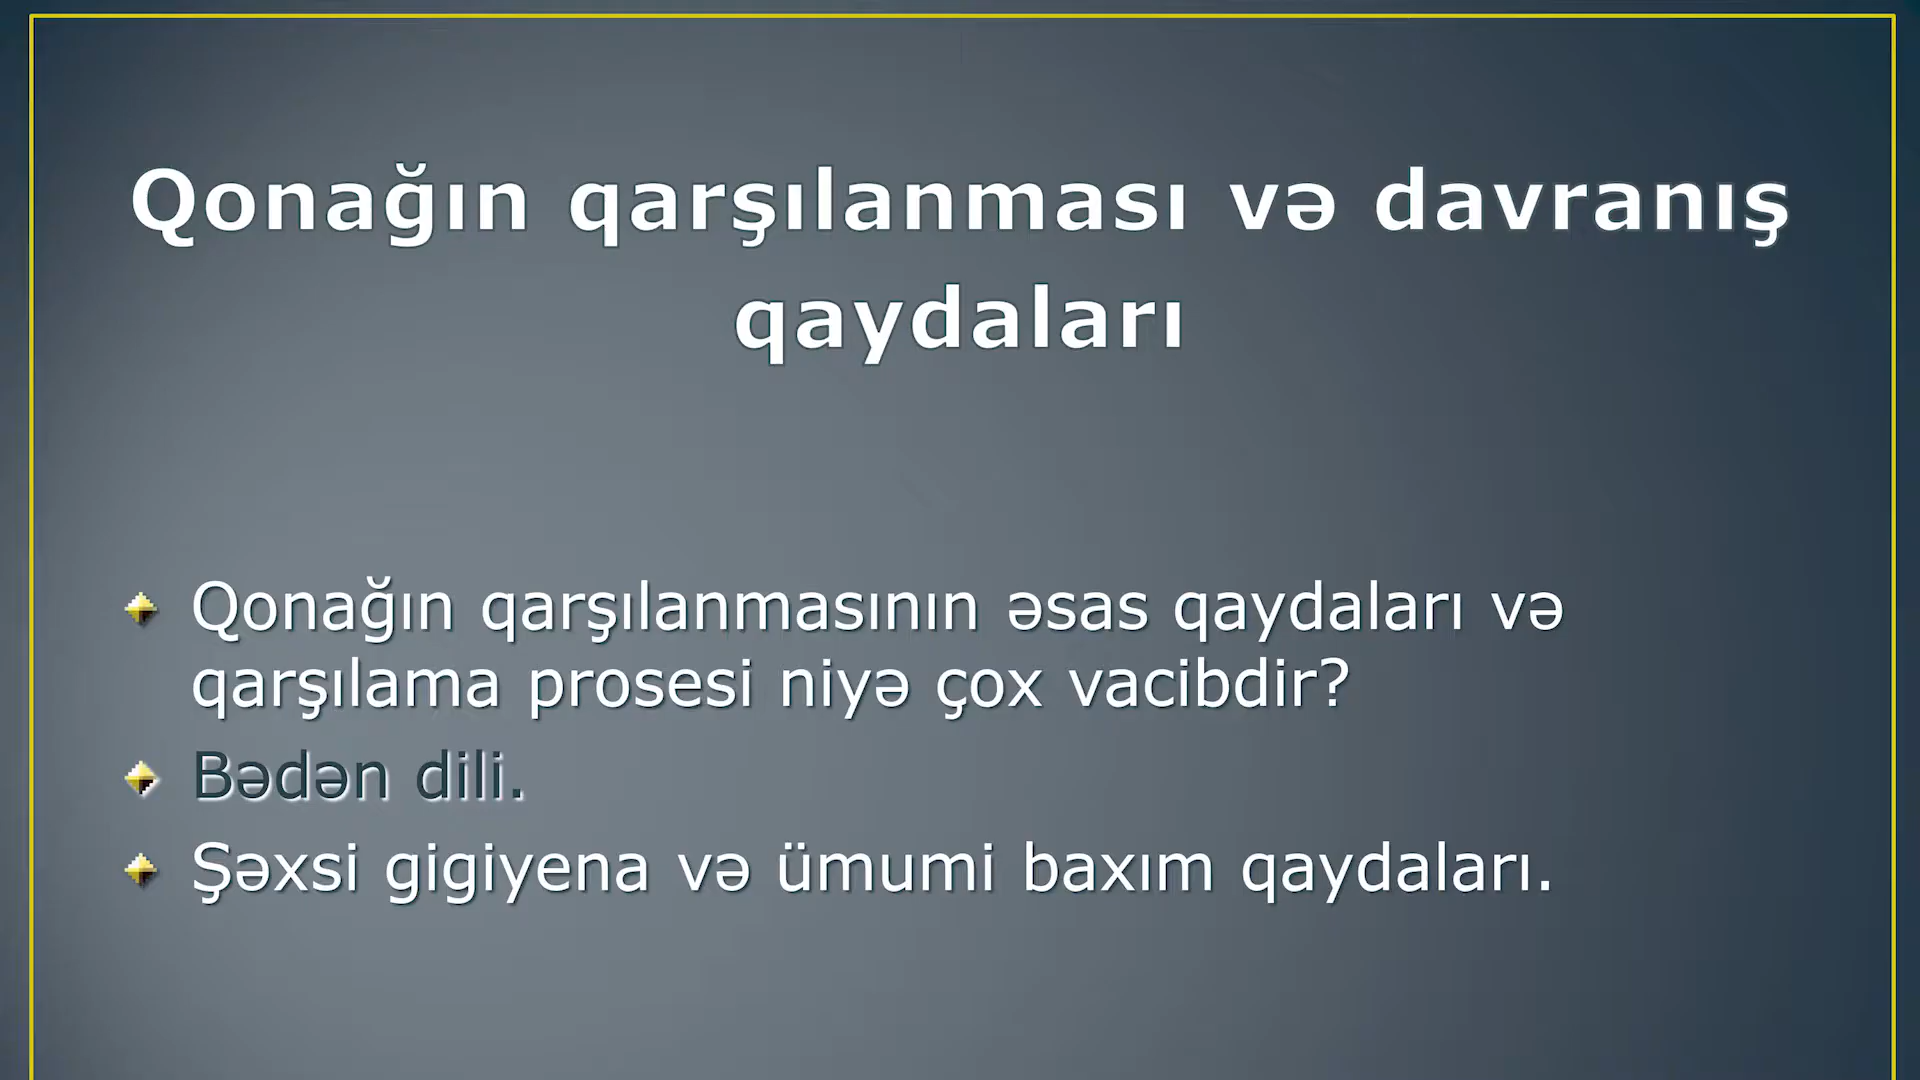 Qonağın qarşılanması və davranış
qaydaları
Qonağın qarşılanmasının əsas qaydaları və
qarşılama prosesi niyə çox vacibdir?
Bədən dili.
Şəxsi gigiyena və ümumi baxım qaydaları.